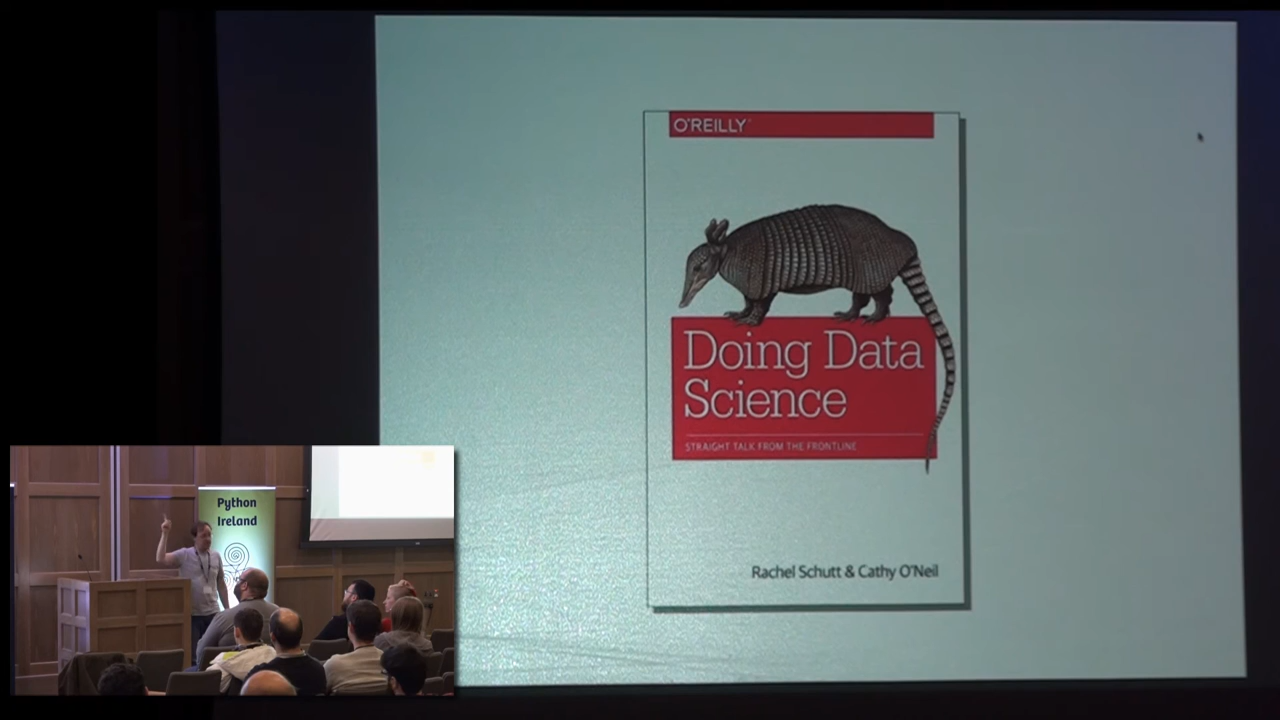 O'REILLY
Doing Data
Science
STRAIGHT TALK FROM THE FRONTLINE
Rachel Schutt & Cathy O'Neil
Python
Ireland